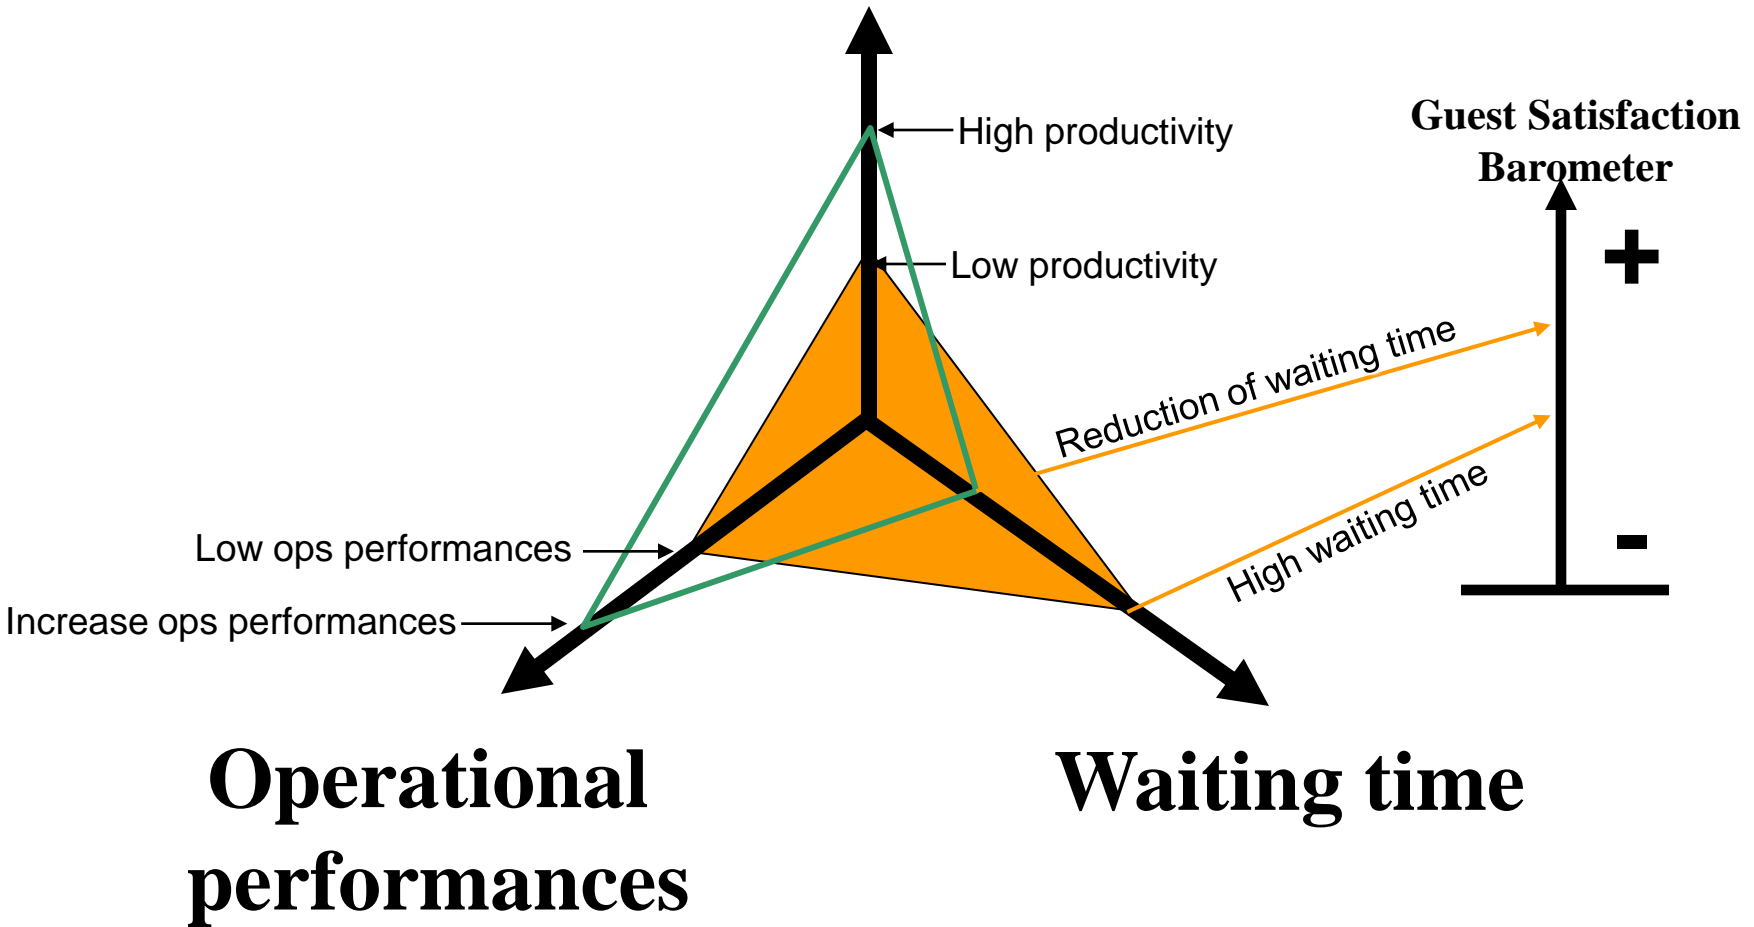 High productivity
Guest Satisfaction
Barometer
+
Low productivity
Reduction of waiting time
High waiting time
-
Low ops performances
Increase ops performances
Operational
performances
Waiting time